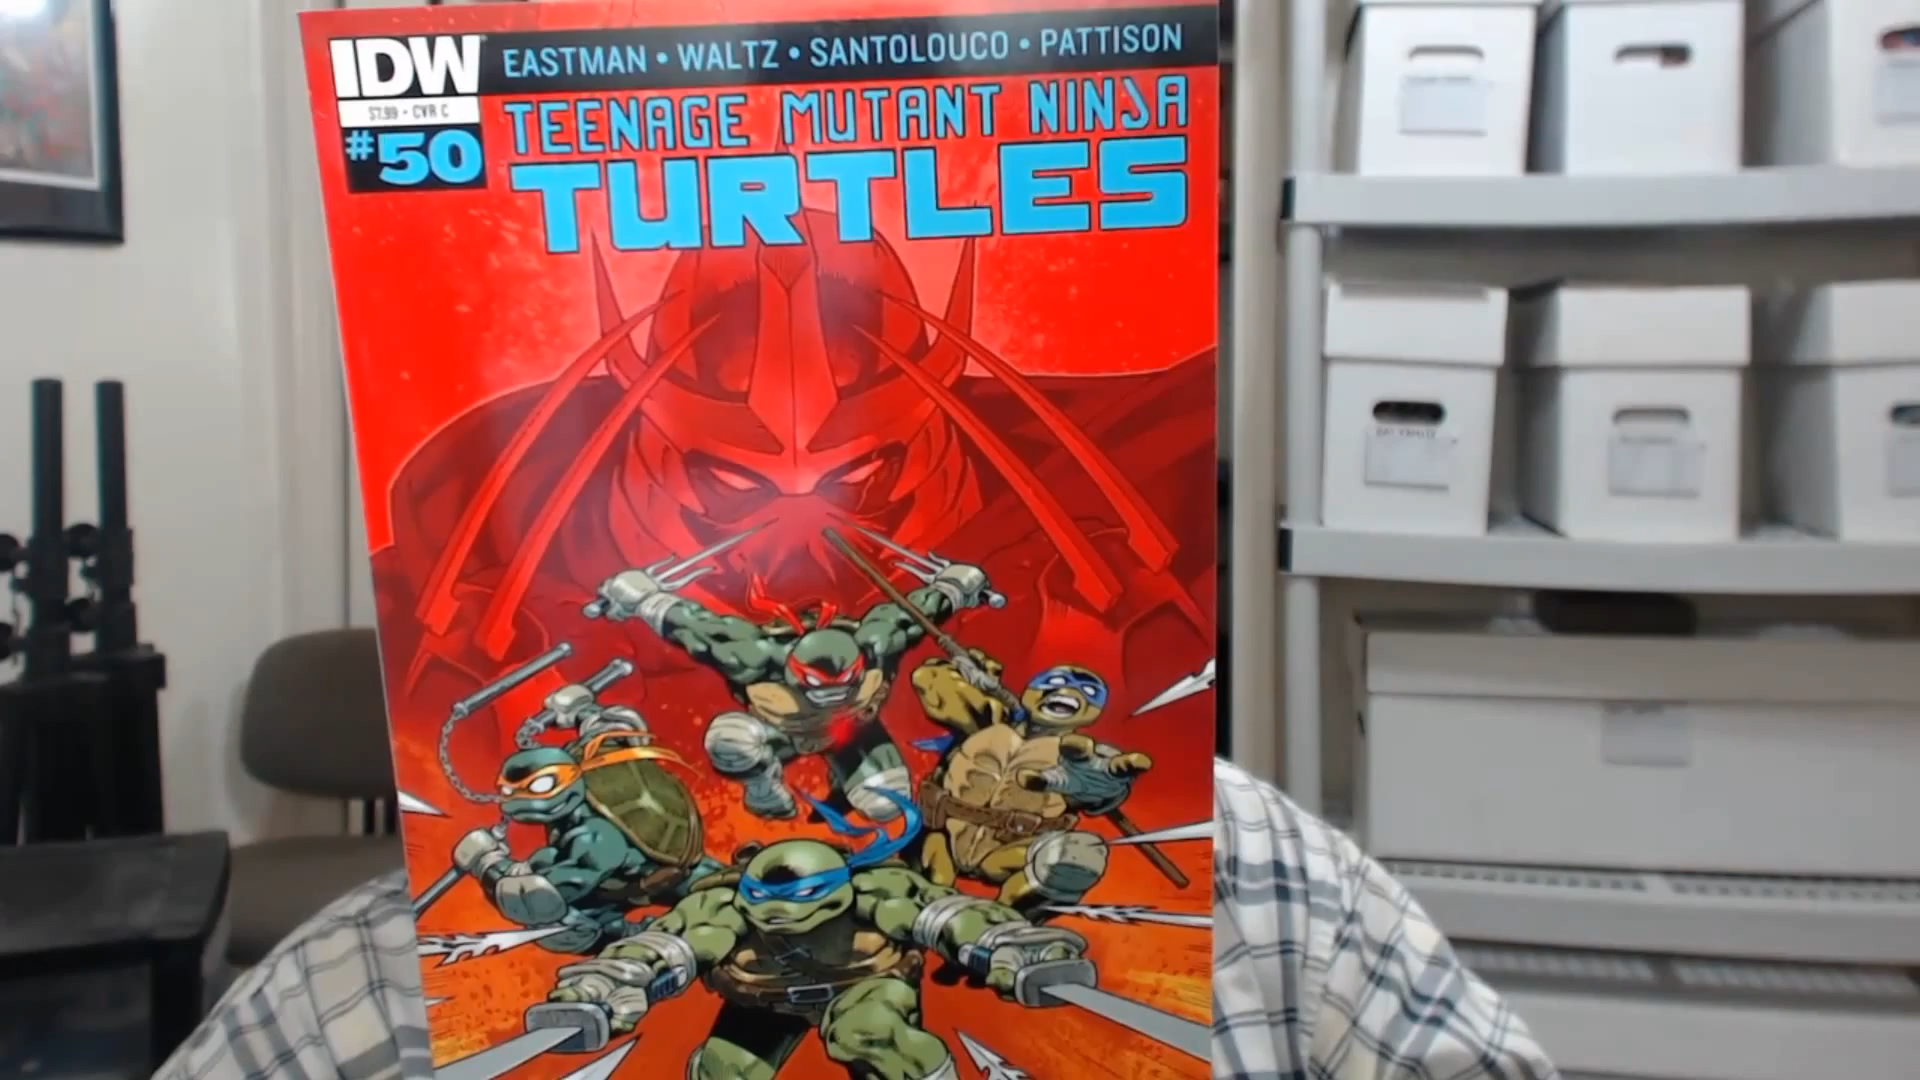 IDW
EASTMAN • WALTZ • SANTOLOUCO • PATTISON
$7.99 • CVR C
#50
TEENAGE MUTANT NINJA
TURTLES